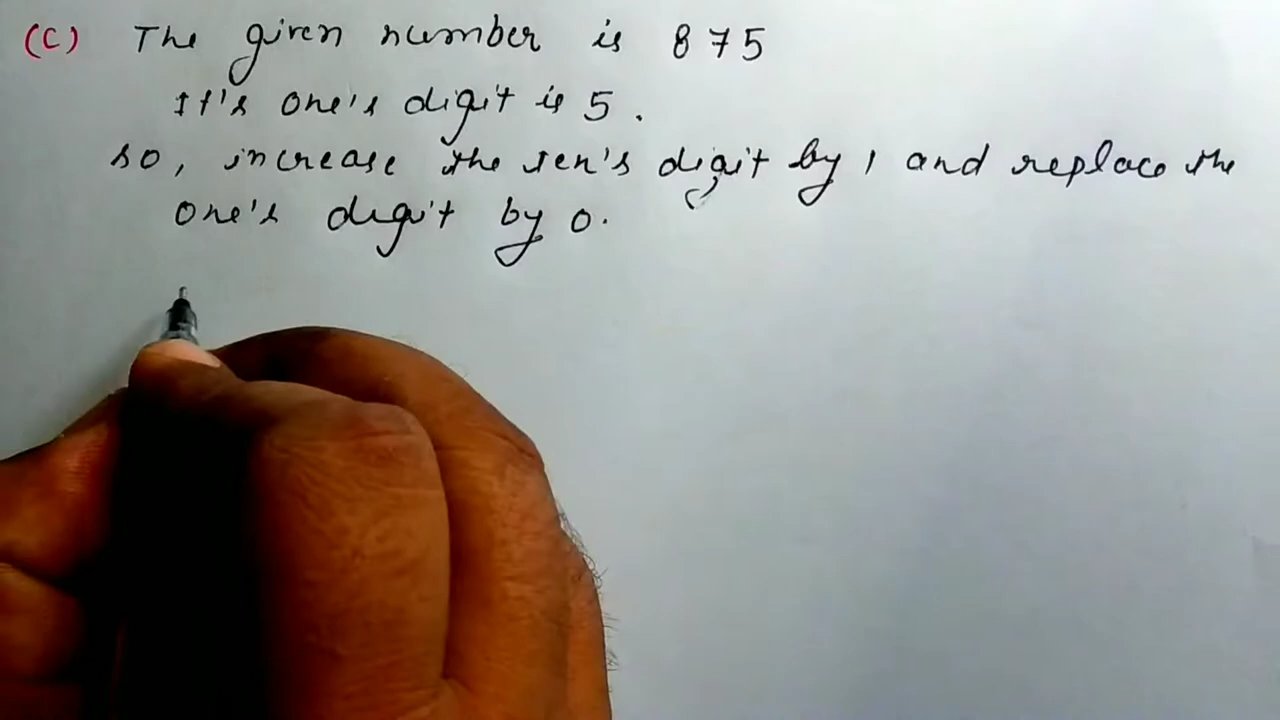 (C) The given number is 875
It's one's digit is 5.
so, increase the ten's digit by 1 and replace the
one's digit by 0.